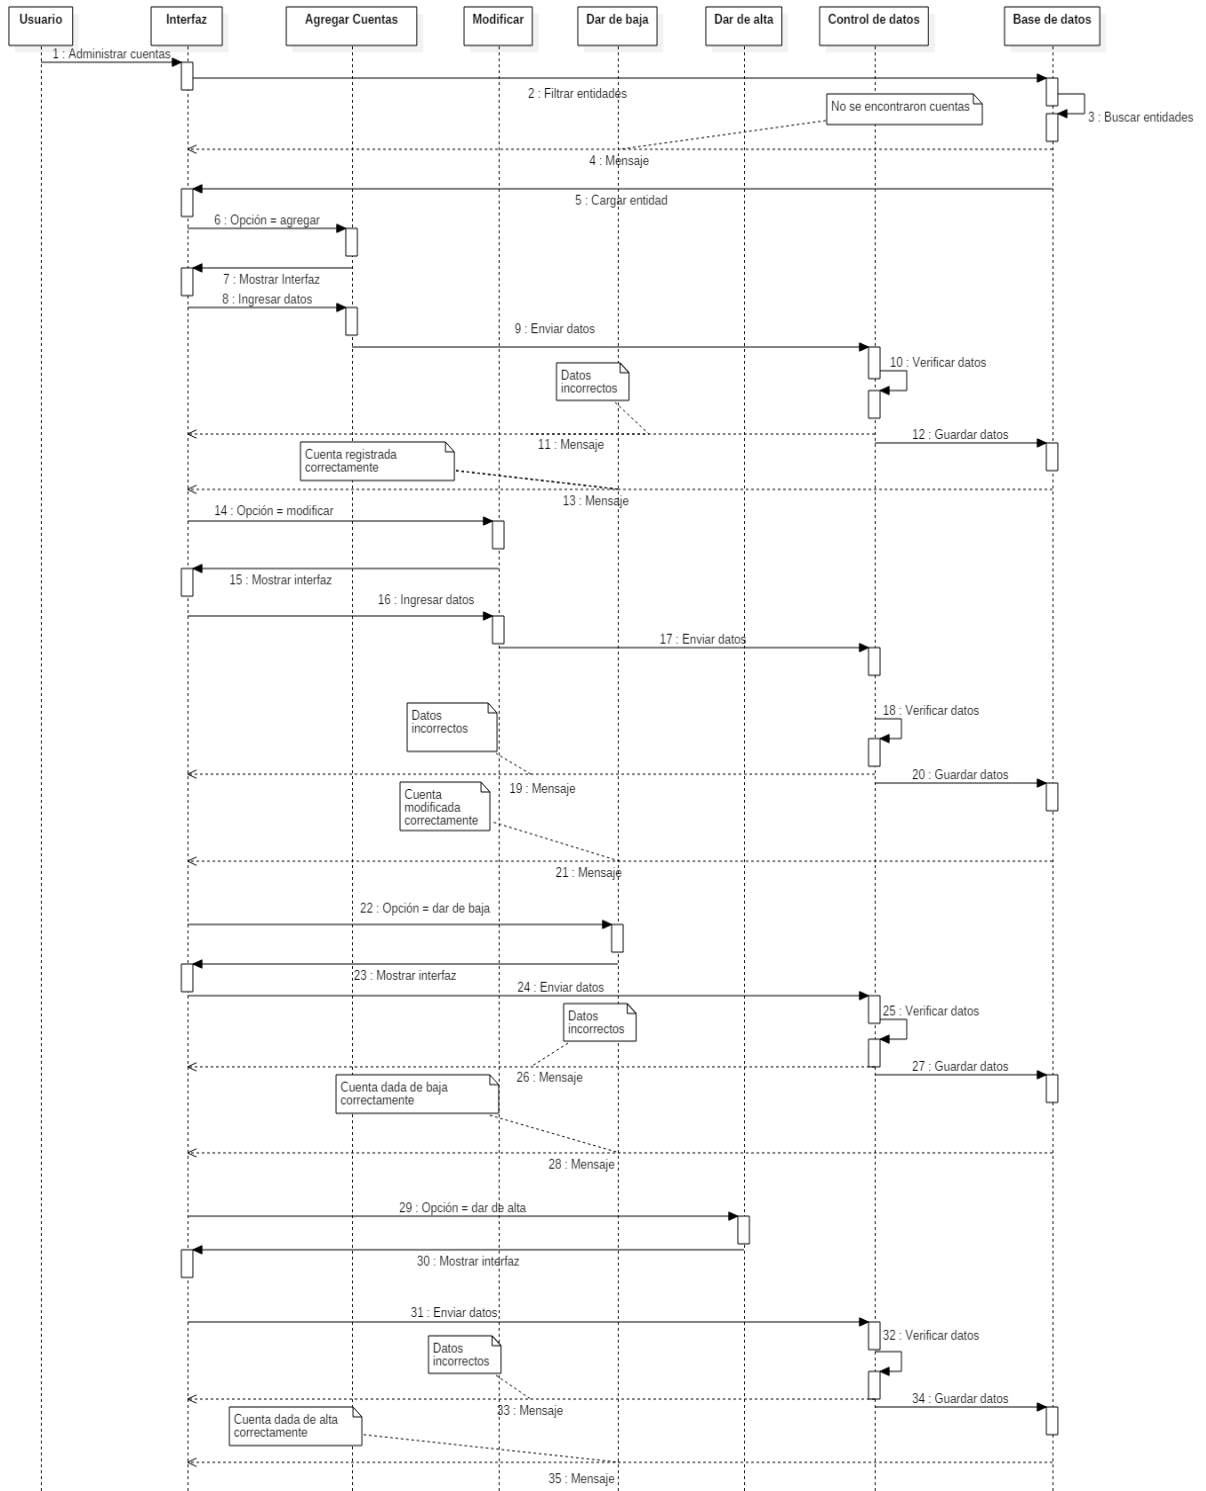 Usuario
Interfaz
Agregar Cuentas
Modificar
Dar de baja
Dar de alta
Control de datos
Base de datos
1 : Administrar cuentas
2 : Filtrar entidades
No se encontraron cuentas
3 : Buscar entidades
4 : Mensaje
5 : Cargar entidad
6 : Opción = agregar
7 : Mostrar Interfaz
8 : Ingresar datos
9 : Enviar datos
10 : Verificar datos
Datos
incorrectos
11 : Mensaje
12 : Guardar datos
Cuenta registrada
correctamente
13 : Mensaje
14 : Opción = modificar
15 : Mostrar interfaz
16 : Ingresar datos
17 : Enviar datos
18 : Verificar datos
Datos
incorrectos
19 : Mensaje
20 : Guardar datos
Cuenta
modificada
correctamente
21 : Mensaje
22 : Opción = dar de baja
23 : Mostrar interfaz
24 : Enviar datos
25 : Verificar datos
Datos
incorrectos
26 : Mensaje
27 : Guardar datos
Cuenta dada de baja
correctamente
28 : Mensaje
29 : Opción = dar de alta
30 : Mostrar interfaz
31 : Enviar datos
32 : Verificar datos
Datos
incorrectos
33 : Mensaje
34 : Guardar datos
Cuenta dada de alta
correctamente
35 : Mensaje